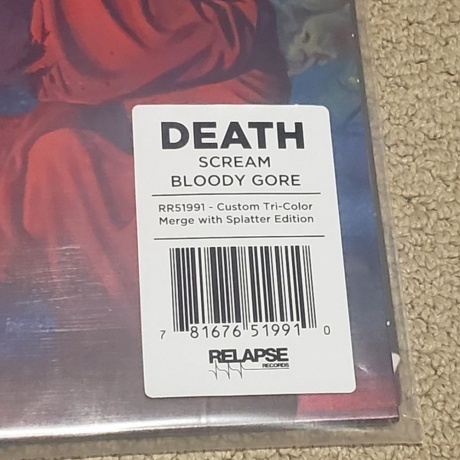 DEATH
SCREAM
BLOODY GORE
RR51991 - Custom Tri-Color
Merge with Splatter Edition
7 81676 51991 0
RELAPSE
RECORDS